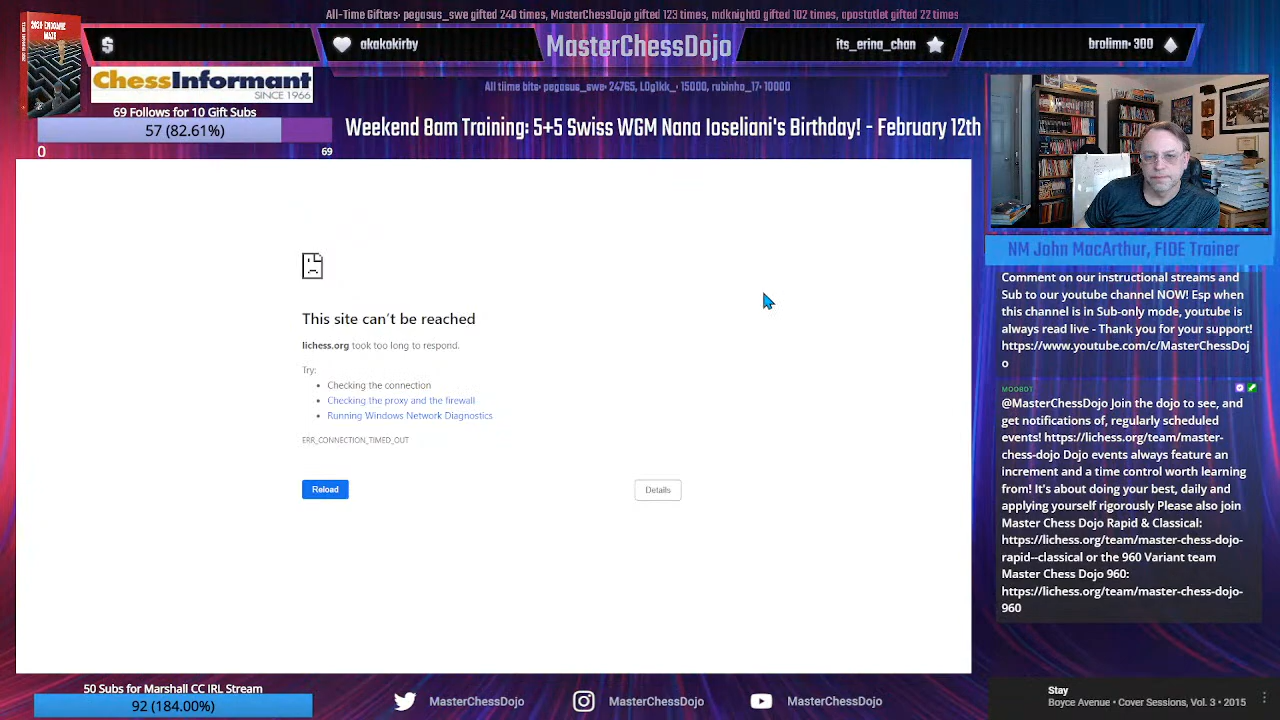 All-Time Gifters• pegasus_swe gifted 240 times, MasterChessDojo gifted 123 times, mdknight0 gifted 102 times, apostatlet gifted 22 times
2021 ENDGAME
MAZE
$
akakokirby
MasterChessDojo
its_erina_chan
brolimn• 300
ChessInformant
SINCE 1966
All tiime bits• pegasus_swe• 24765, L0g1kk_• 15000, rubinho_17• 10000
69 Follows for 10 Gift Subs
57 (82.61%)
0
69
Weekend 8am Training: 5+5 Swiss WGM Nana Ioseliani's Birthday! - February 12th
This site can't be reached
lichess.org took too long to respond.
Try:
• Checking the connection
• Checking the proxy and the firewall
• Running Windows Network Diagnostics
ERR_CONNECTION_TIMED_OUT
Reload
Details
NM John MacArthur, FIDE Trainer
Comment on our instructional streams and
Sub to our youtube channel NOW! Esp when
this channel is in Sub-only mode, youtube is
always read live - Thank you for your support!
https://www.youtube.com/c/MasterChessDoj
o
MOOBOT
@MasterChessDojo Join the dojo to see, and
get notifications of, regularly scheduled
events! https://lichess.org/team/master-
chess-dojo Dojo events always feature an
increment and a time control worth learning
from! It's about doing your best, daily and
applying yourself rigorously Please also join
Master Chess Dojo Rapid & Classical:
https://lichess.org/team/master-chess-dojo-
rapid--classical or the 960 Variant team
Master Chess Dojo 960:
https://lichess.org/team/master-chess-dojo-
960
50 Subs for Marshall CC IRL Stream
92 (184.00%)
MasterChessDojo
MasterChessDojo
MasterChessDojo
Stay
Boyce Avenue • Cover Sessions, Vol. 3 • 2015